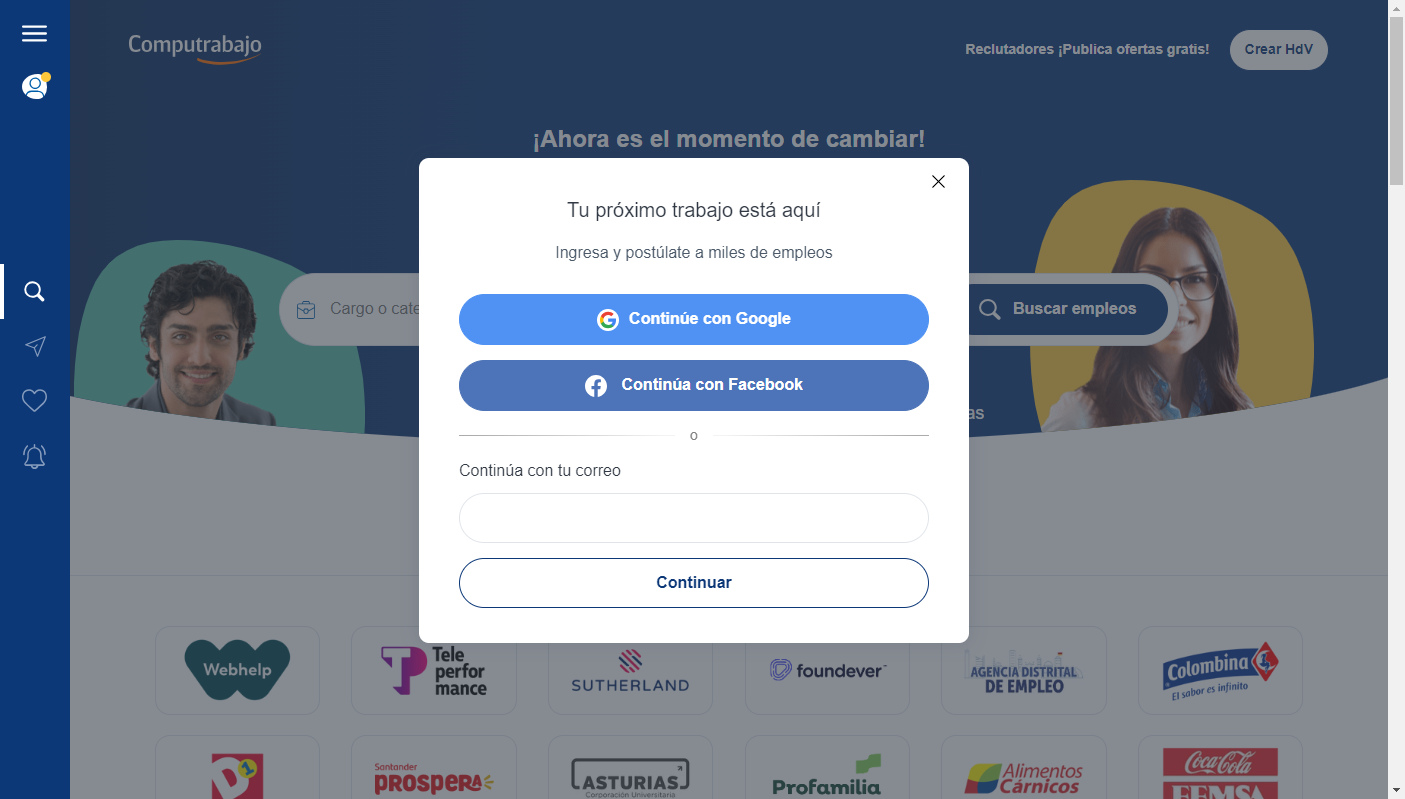 Computrabajo
Reclutadores ¡Publica ofertas gratis!
Crear HdV
¡Ahora es el momento de cambiar!
Tu próximo trabajo está aquí
Ingresa y postúlate a miles de empleos
Cargo o cate
Buscar empleos
Continúe con Google
Continúa con Facebook
as
o
Continúa con tu correo
Continuar
Webhelp
Tele
perfor
mance
SUTHERLAND
foundever
AGENCIA DISTRITAL
DE EMPLEO
Colombina
El sabor es infinito
D1
Santander
PROSPERA
ASTURIAS
Corporación Universitaria
Profamilia
Alimentos
Cárnicos
Coca-Cola
FEMSA